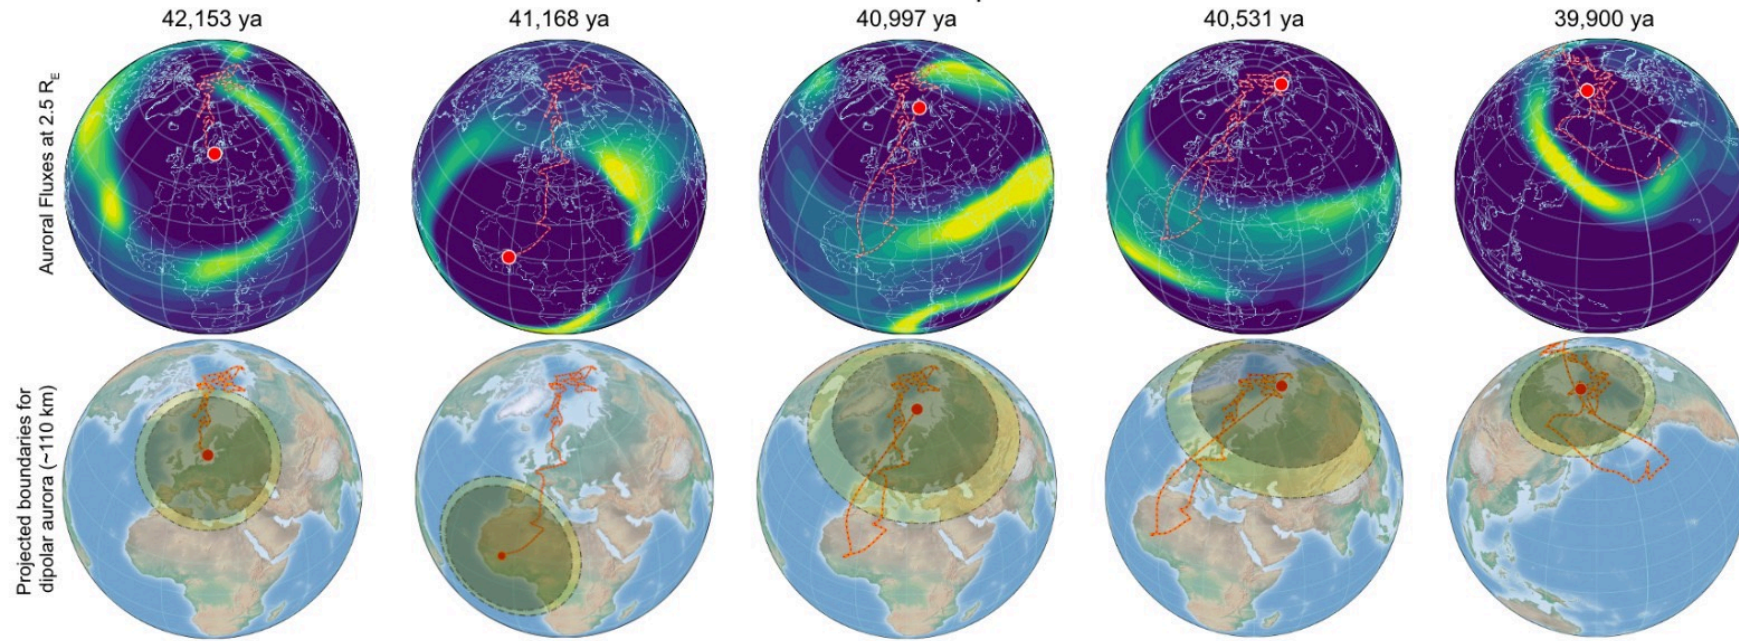 42,153 ya
41,168 ya
40,997 ya
40,531 ya
39,900 ya
Auroral Fluxes at 2.5 R_E
Projected boundaries for
dipolar aurora (~110 km)